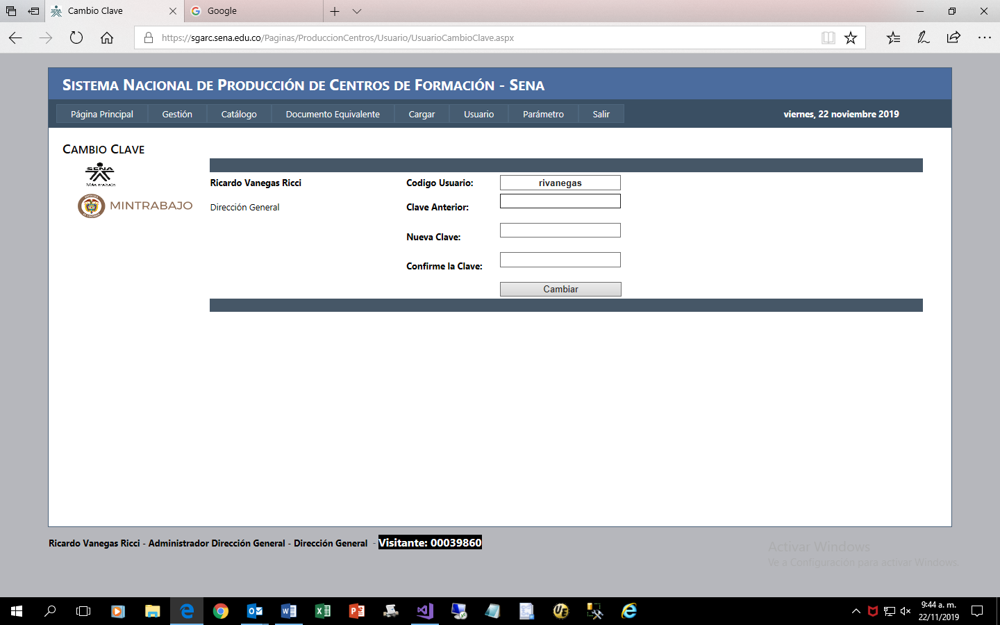 Cambio Clave
Google
https://sgarc.sena.edu.co/Paginas/ProduccionCentros/Usuario/UsuarioCambioClave.aspx
SISTEMA NACIONAL DE PRODUCCIÓN DE CENTROS DE FORMACIÓN - SENA
Página Principal Gestión Catálogo Documento Equivalente Cargar Usuario Parámetro Salir viernes, 22 noviembre 2019
CAMBIO CLAVE
SENA
Más trabajo
MINTRABAJO
Ricardo Vanegas Ricci Codigo Usuario: rivanegas
Dirección General Clave Anterior:
Nueva Clave:
Confirme la Clave:
Cambiar
Ricardo Vanegas Ricci - Administrador Dirección General - Dirección General - Visitante: 00039860
Activar Windows
Ve a Configuración para activar Windows.
9:44 a. m.
22/11/2019